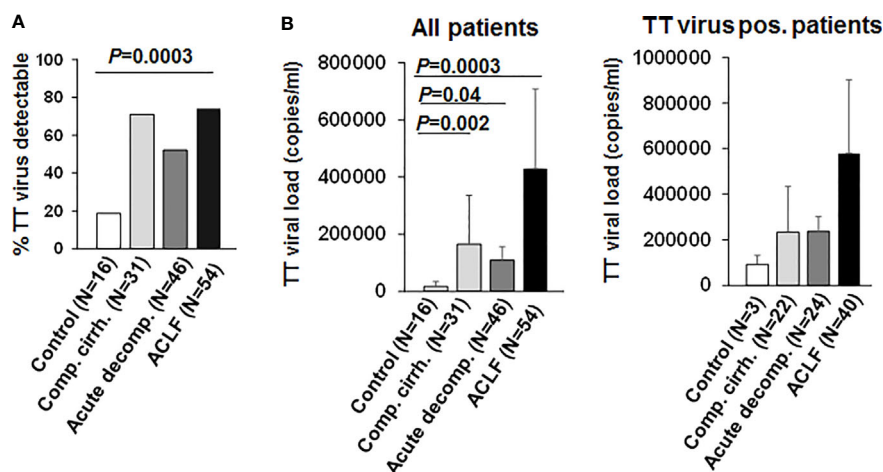 A
P=0.0003
% TT virus detectable
100
80
60
40
20
0
Control (N=16)
Comp. cirrh. (N=31)
Acute decomp. (N=46)
ACLF (N=54)
B
All patients
P=0.0003
P=0.04
P=0.002
TT viral load (copies/ml)
800000
600000
400000
200000
0
Control (N=16)
Comp. cirrh. (N=31)
Acute decomp. (N=46)
ACLF (N=54)
TT virus pos. patients
TT viral load (copies/ml)
1000000
800000
600000
400000
200000
0
Control (N=3)
Comp. cirrh. (N=22)
Acute decomp. (N=24)
ACLF (N=40)